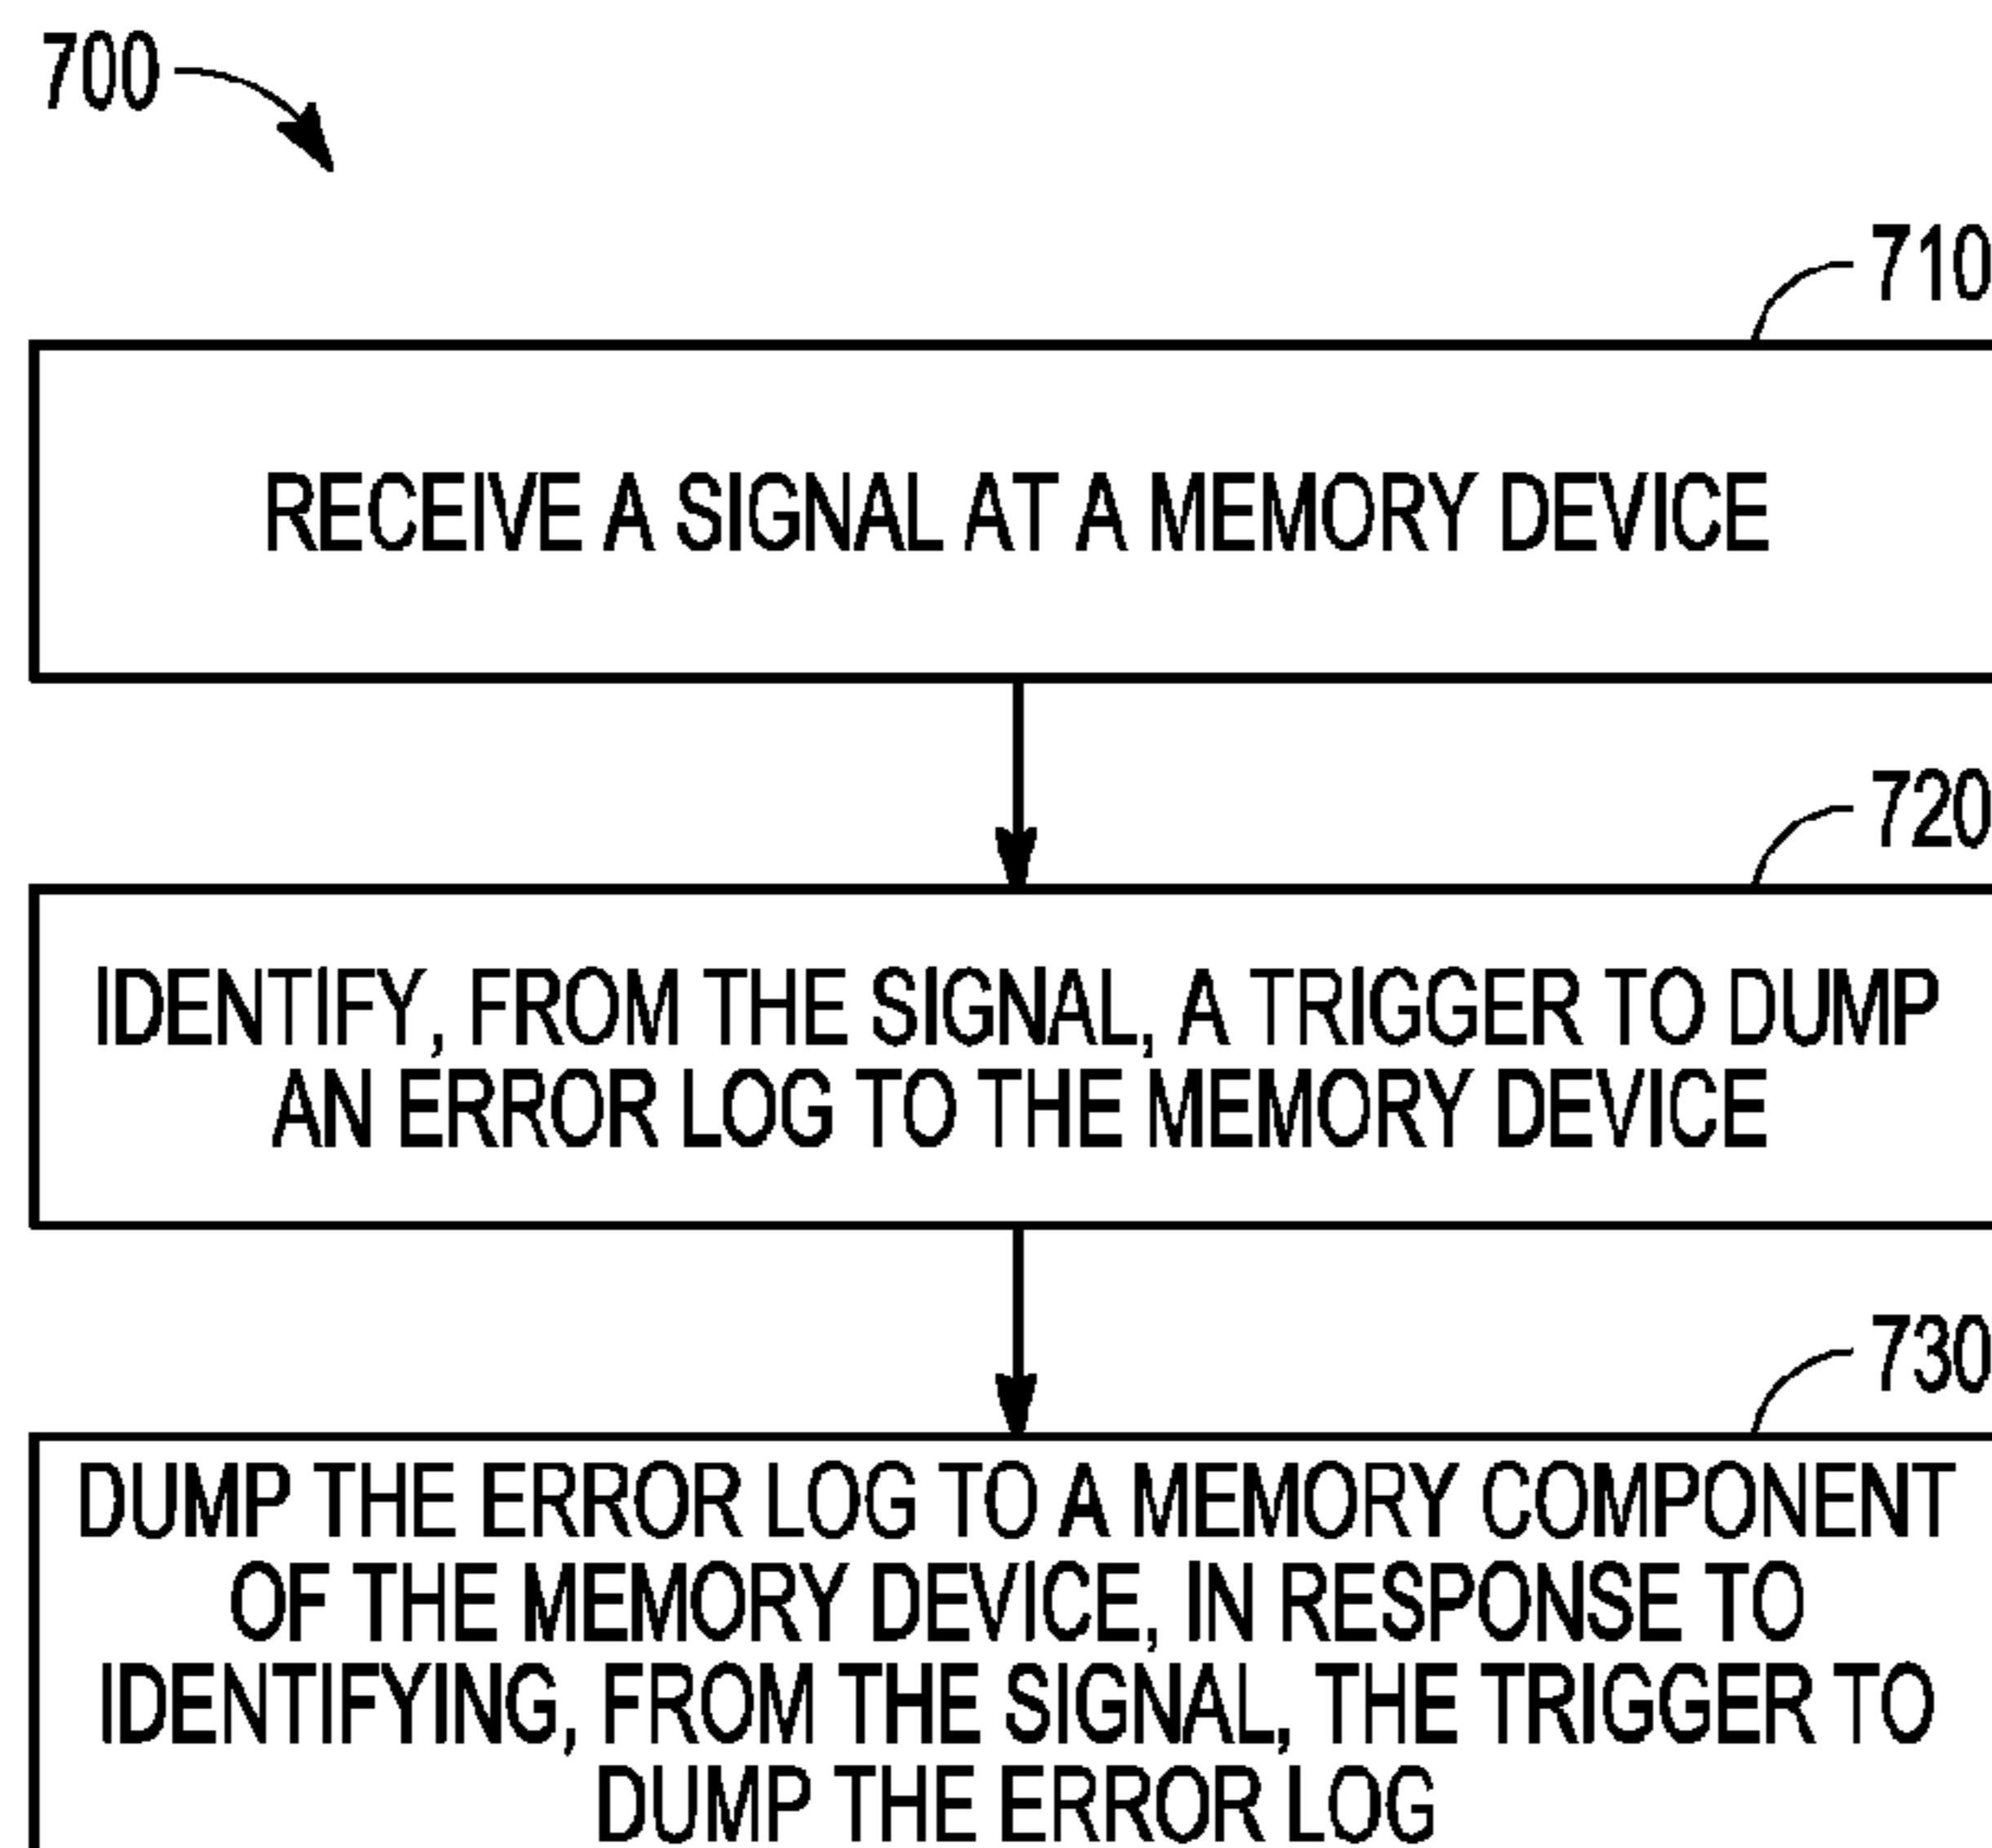 700
710
RECEIVE A SIGNAL AT A MEMORY DEVICE
720
IDENTIFY, FROM THE SIGNAL, A TRIGGER TO DUMP
AN ERROR LOG TO THE MEMORY DEVICE
730
DUMP THE ERROR LOG TO A MEMORY COMPONENT
OF THE MEMORY DEVICE, IN RESPONSE TO
IDENTIFYING, FROM THE SIGNAL, THE TRIGGER TO
DUMP THE ERROR LOG